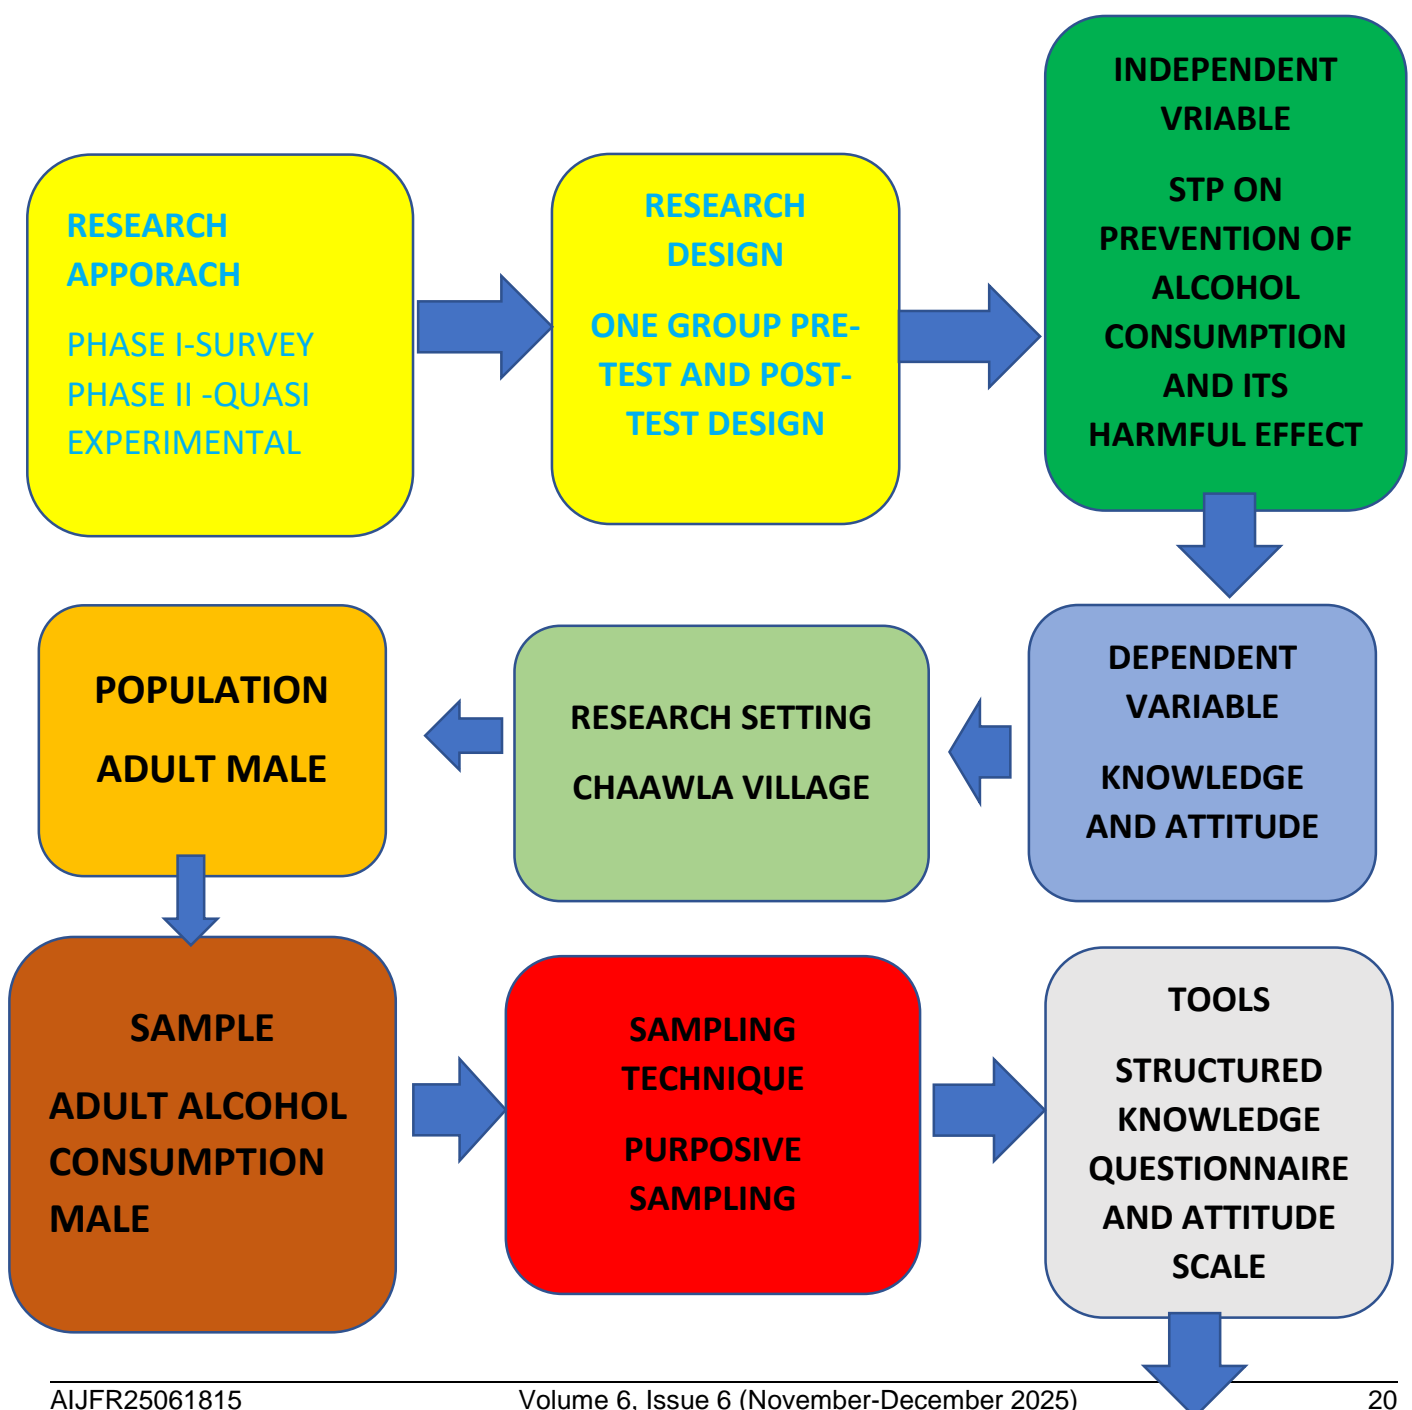 RESEARCH
APPORACH
PHASE I-SURVEY
PHASE II -QUASI
EXPERIMENTAL
RESEARCH
DESIGN
ONE GROUP PRE-
TEST AND POST-
TEST DESIGN
INDEPENDENT
VRIABLE
STP ON
PREVENTION OF
ALCOHOL
CONSUMPTION
AND ITS
HARMFUL EFFECT
DEPENDENT
VARIABLE
KNOWLEDGE
AND ATTITUDE
RESEARCH SETTING
CHAAWLA VILLAGE
POPULATION
ADULT MALE
SAMPLE
ADULT ALCOHOL
CONSUMPTION
MALE
SAMPLING
TECHNIQUE
PURPOSIVE
SAMPLING
TOOLS
STRUCTURED
KNOWLEDGE
QUESTIONNAIRE
AND ATTITUDE
SCALE
AIJFR25061815 Volume 6, Issue 6 (November-December 2025) 20